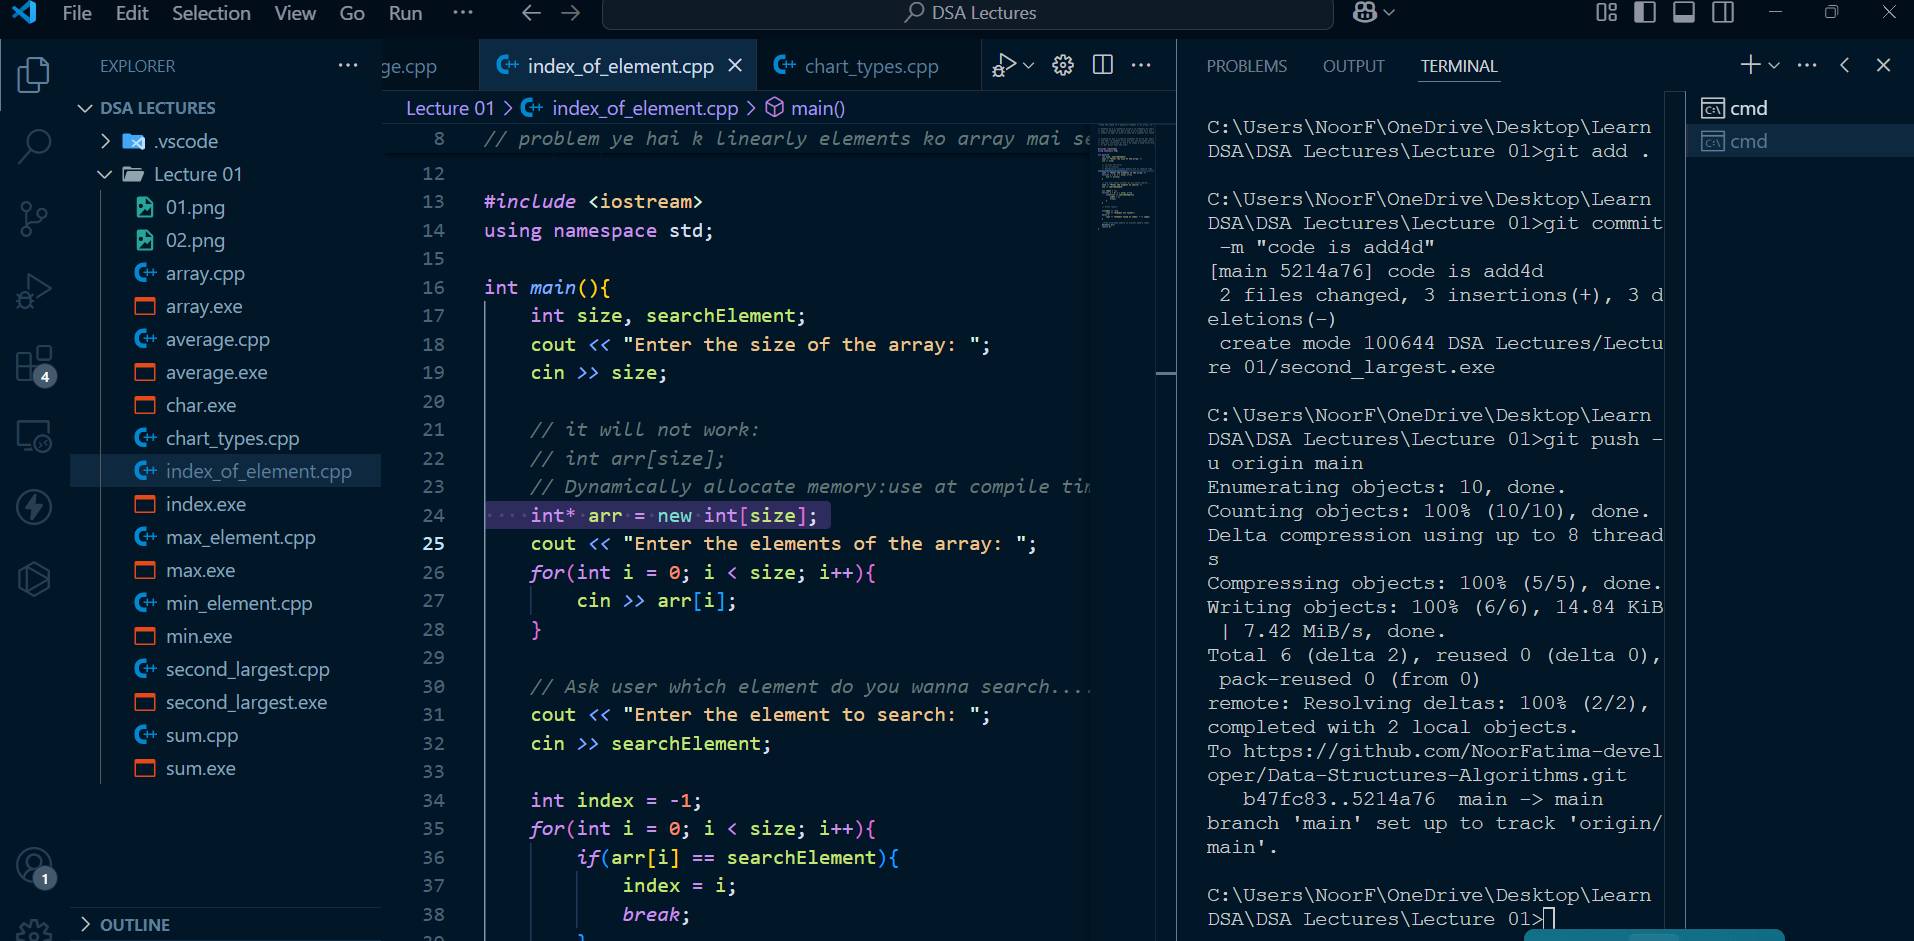 File Edit Selection View Go Run ··· DSA Lectures
EXPLORER ···
DSA LECTURES
.vscode
Lecture 01
01.png
02.png
array.cpp
array.exe
average.cpp
average.exe
char.exe
chart_types.cpp
index_of_element.cpp
index.exe
max_element.cpp
max.exe
min_element.cpp
min.exe
second_largest.cpp
second_largest.exe
sum.cpp
sum.exe
OUTLINE
4
1
ge.cpp index_of_element.cpp chart_types.cpp
Lecture 01 > index_of_element.cpp > main()
8 // problem ye hai k linearly elements ko array mai se
12
13 #include <iostream>
14 using namespace std;
15
16 int main(){
17 int size, searchElement;
18 cout << "Enter the size of the array: ";
19 cin >> size;
20
21 // it will not work:
22 // int arr[size];
23 // Dynamically allocate memory:use at compile tim
24 int* arr = new int[size];
25 cout << "Enter the elements of the array: ";
26 for(int i = 0; i < size; i++){
27 cin >> arr[i];
28 }
29
30 // Ask user which element do you wanna search....
31 cout << "Enter the element to search: ";
32 cin >> searchElement;
33
34 int index = -1;
35 for(int i = 0; i < size; i++){
36 if(arr[i] == searchElement){
37 index = i;
38 break;
39 }
PROBLEMS OUTPUT TERMINAL
cmd
cmd
C:\Users\NoorF\OneDrive\Desktop\Learn
DSA\DSA Lectures\Lecture 01>git add .
C:\Users\NoorF\OneDrive\Desktop\Learn
DSA\DSA Lectures\Lecture 01>git commit
-m "code is add4d"
[main 5214a76] code is add4d
2 files changed, 3 insertions(+), 3 d
eletions(-)
create mode 100644 DSA Lectures/Lectu
re 01/second_largest.exe
C:\Users\NoorF\OneDrive\Desktop\Learn
DSA\DSA Lectures\Lecture 01>git push -
u origin main
Enumerating objects: 10, done.
Counting objects: 100% (10/10), done.
Delta compression using up to 8 thread
s
Compressing objects: 100% (5/5), done.
Writing objects: 100% (6/6), 14.84 KiB
| 7.42 MiB/s, done.
Total 6 (delta 2), reused 0 (delta 0),
pack-reused 0 (from 0)
remote: Resolving deltas: 100% (2/2),
completed with 2 local objects.
To https://github.com/NoorFatima-devel
oper/Data-Structures-Algorithms.git
b47fc83..5214a76 main -> main
branch 'main' set up to track 'origin/
main'.
C:\Users\NoorF\OneDrive\Desktop\Learn
DSA\DSA Lectures\Lecture 01>